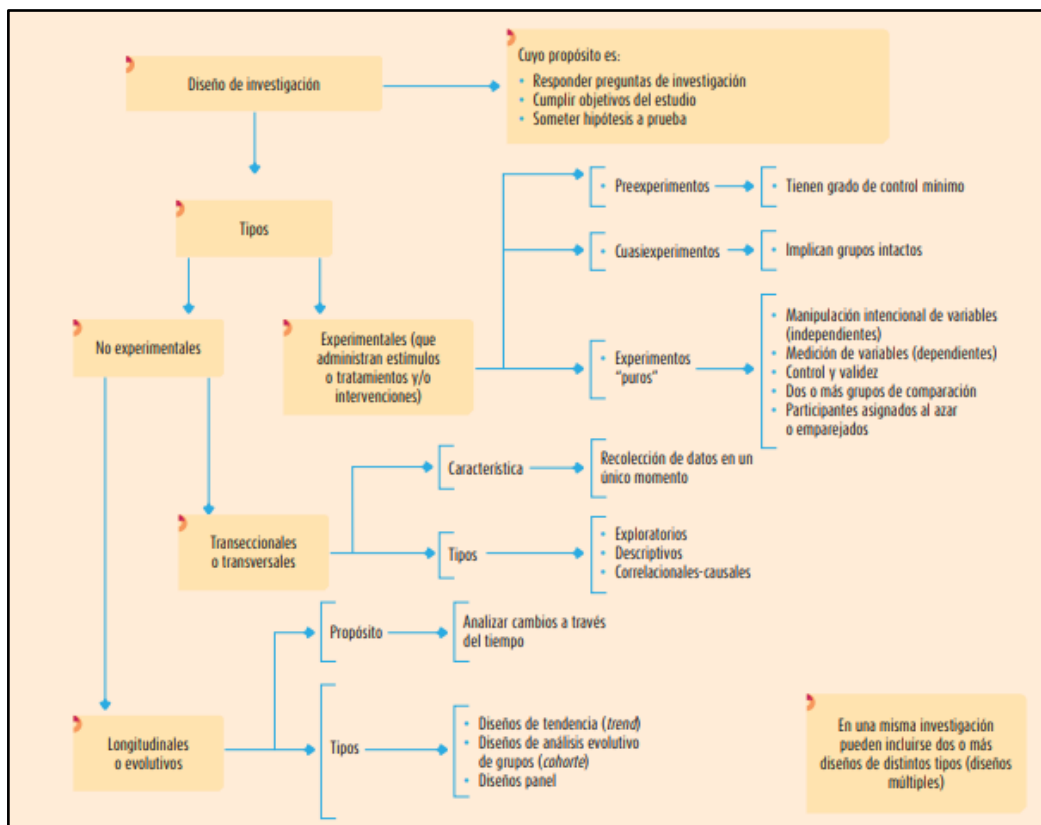 Diseño de investigación
Cuyo propósito es:
• Responder preguntas de investigación
• Cumplir objetivos del estudio
• Someter hipótesis a prueba
Tipos
No experimentales
Experimentales (que
administran estímulos
o tratamientos y/o
intervenciones)
• Preexperimentos
• Tienen grado de control mínimo
• Cuasiexperimentos
• Implican grupos intactos
• Experimentos
"puros"
• Manipulación intencional de variables
(independientes)
• Medición de variables (dependientes)
• Control y validez
• Dos o más grupos de comparación
• Participantes asignados al azar
o emparejados
Transeccionales
o transversales
Característica
Recolección de datos en un
único momento
Tipos
• Exploratorios
• Descriptivos
• Correlacionales-causales
Longitudinales
o evolutivos
Propósito
Analizar cambios a través
del tiempo
Tipos
• Diseños de tendencia (trend)
• Diseños de análisis evolutivo
de grupos (cohorte)
• Diseños panel
En una misma investigación
pueden incluirse dos o más
diseños de distintos tipos (diseños
múltiples)